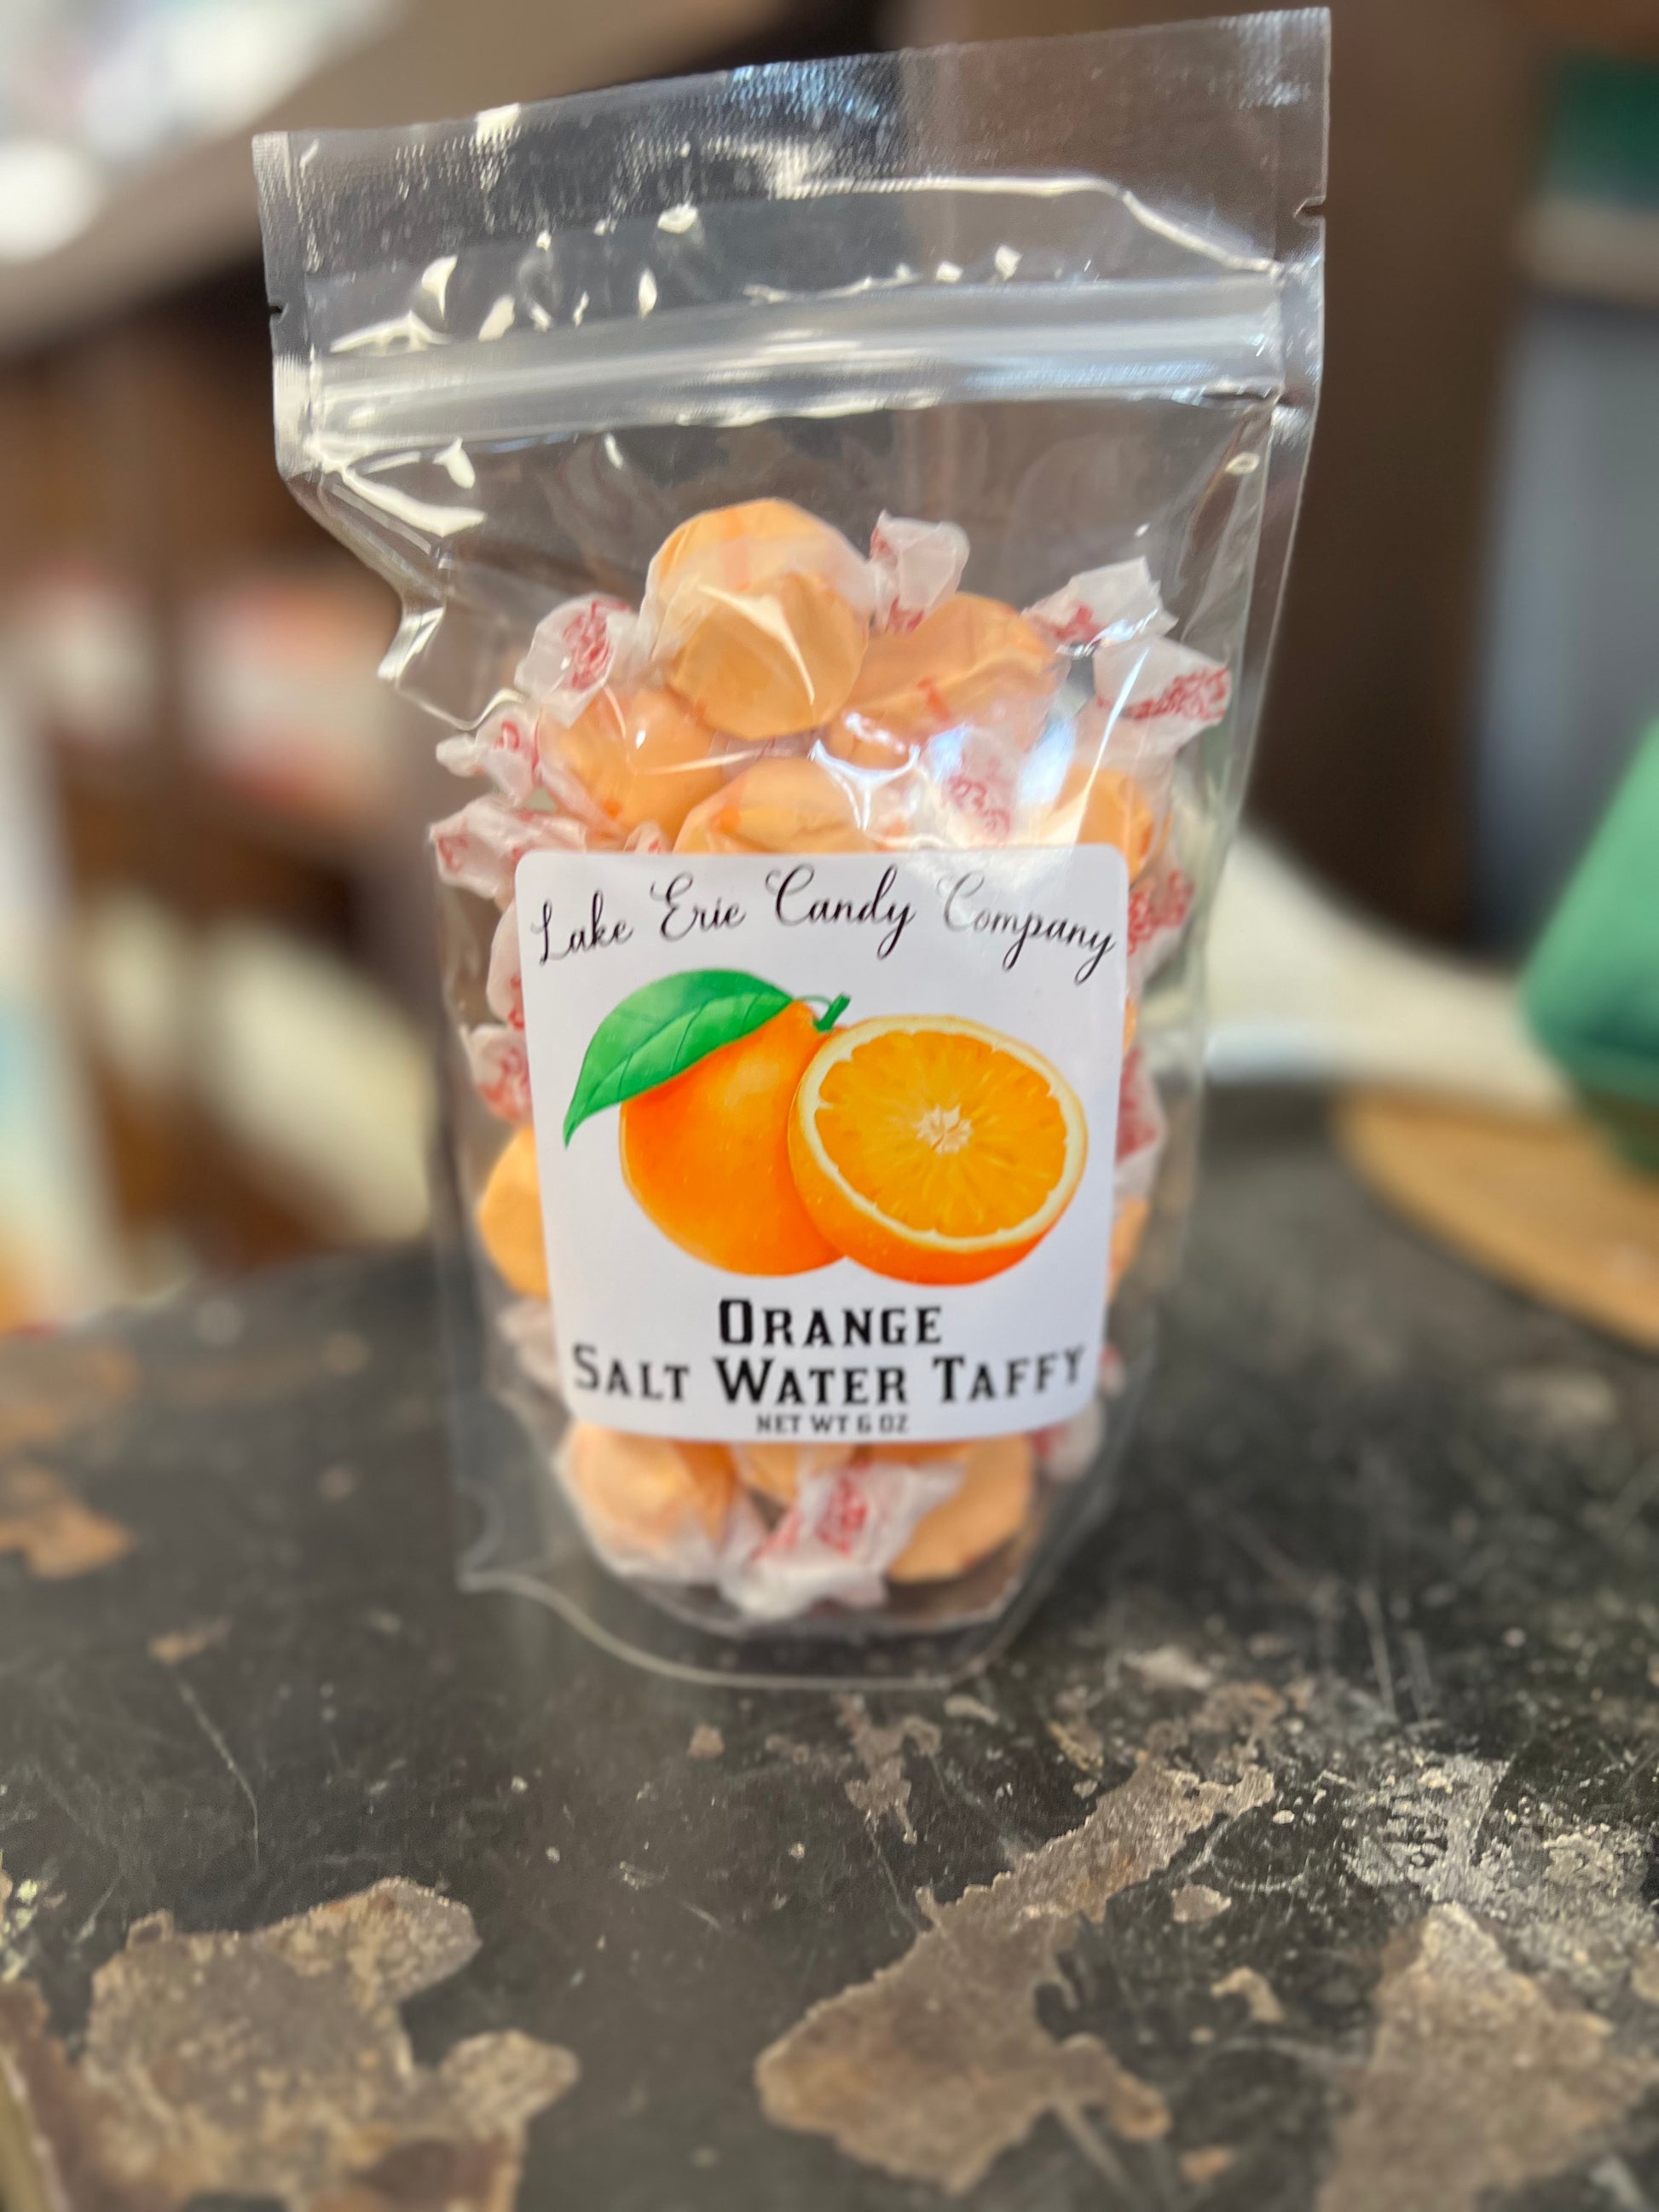 Lake Erie Candy Company
ORANGE
SALT WATER TAFFY
NET WT 6 OZ